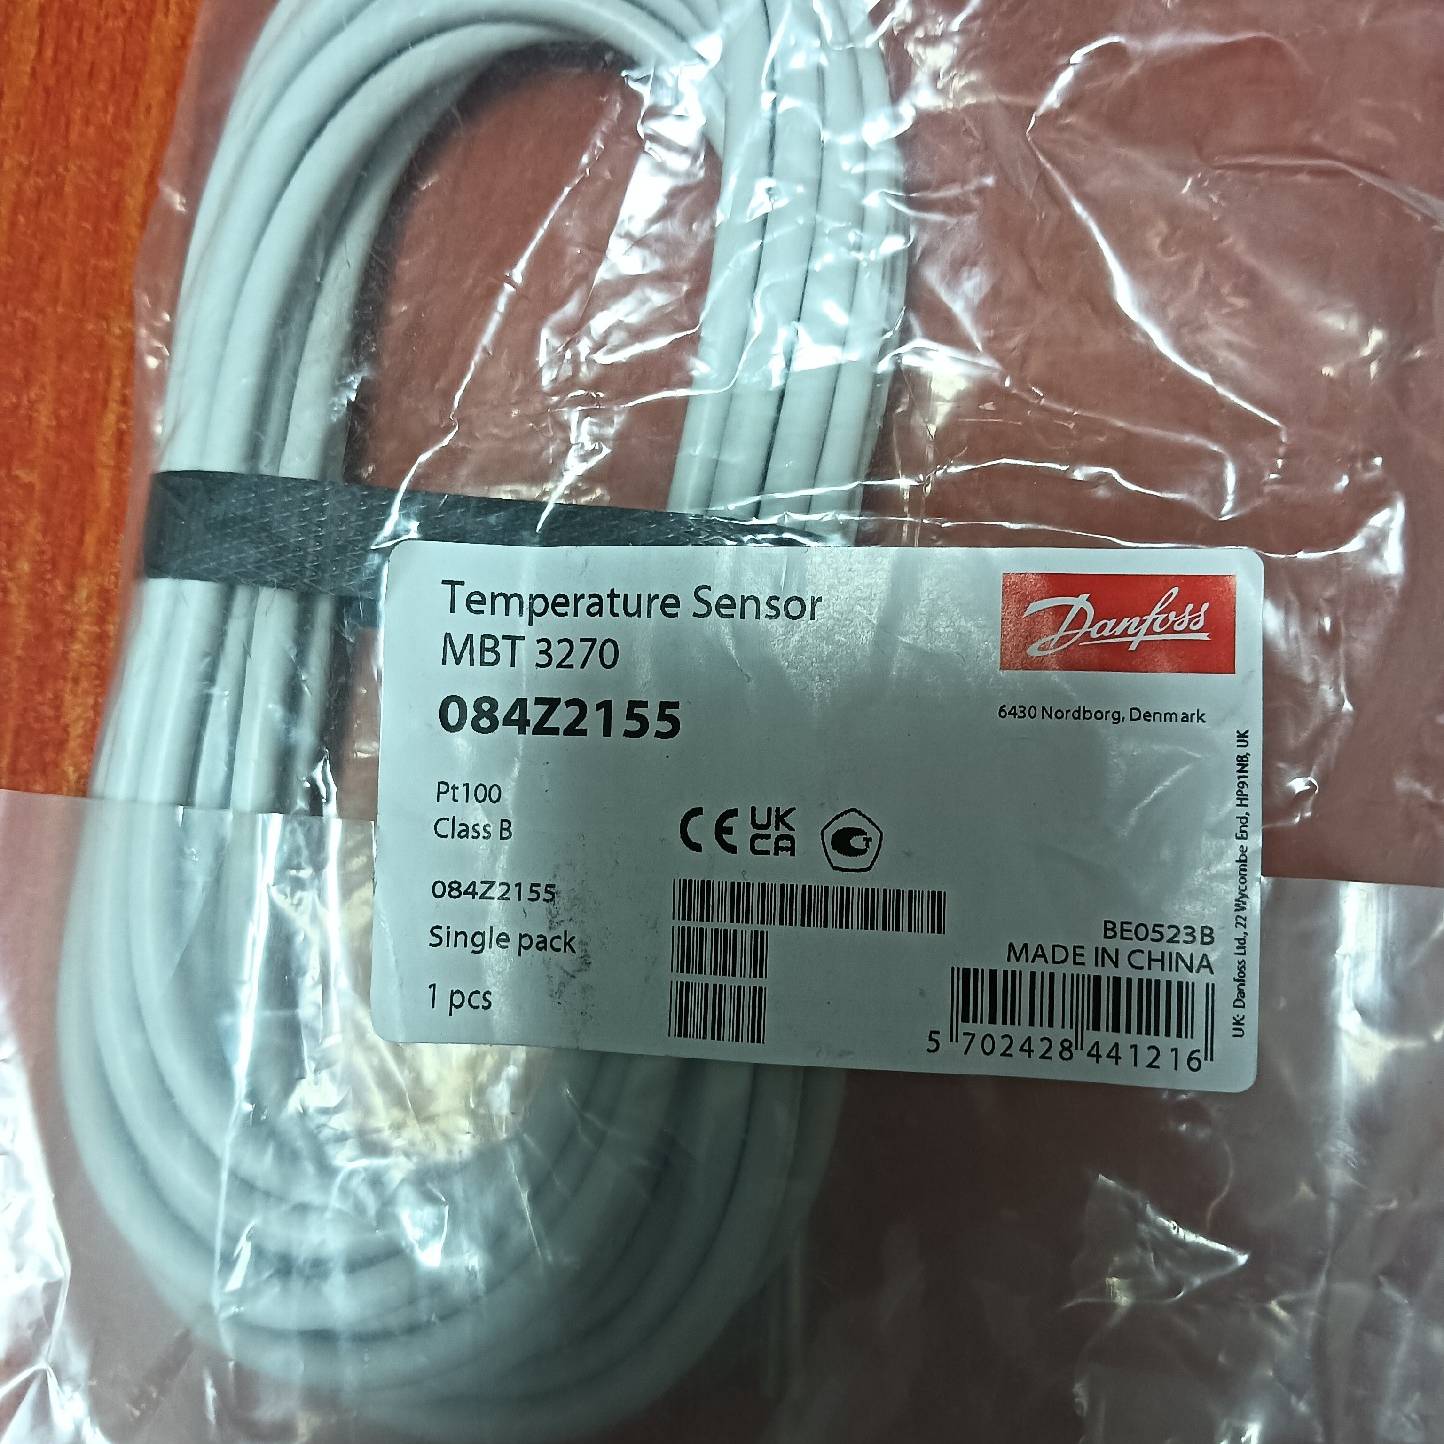 Temperature Sensor
MBT 3270
084Z2155
Danfoss
6430 Nordborg, Denmark
Pt100
Class B
CE
UK
CA
084Z2155
Single pack
1 pcs
BE0523B
MADE IN CHINA
5 702428 441216
UK: Danfoss Ltd., 22 Wycombe End, HP91NB, UK